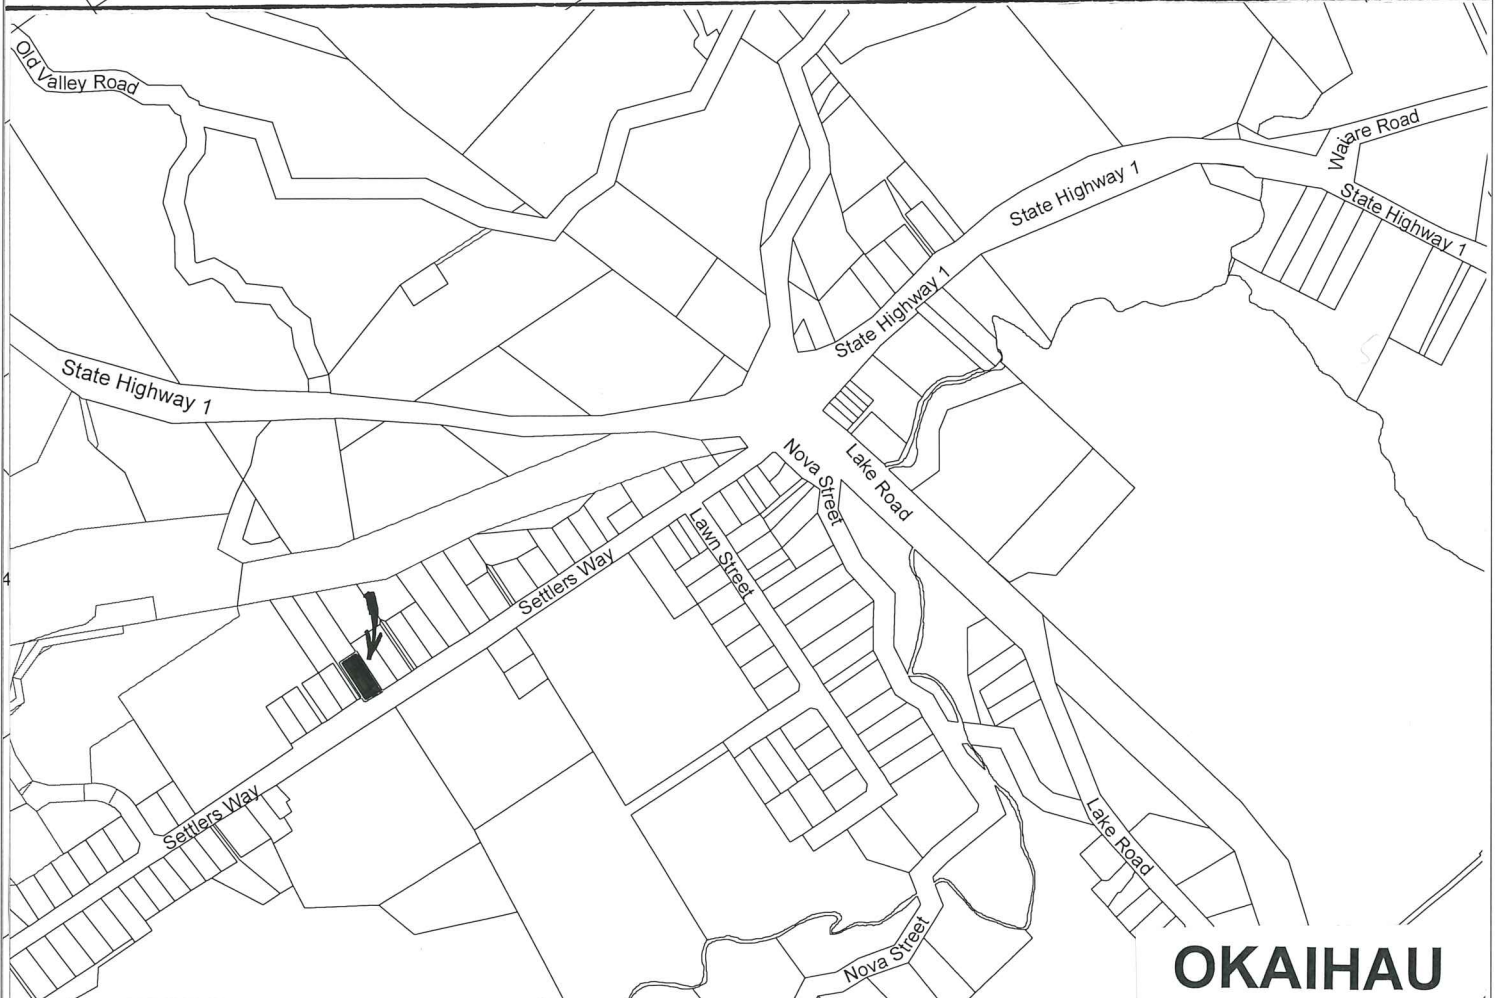 Old Valley Road
Waiare Road
State Highway 1
State Highway 1
State Highway 1
State Highway 1
Nova Street
Lake Road
Lawn Street
Settlers Way
4
Settlers Way
Lake Road
Nova Street
OKAIHAU